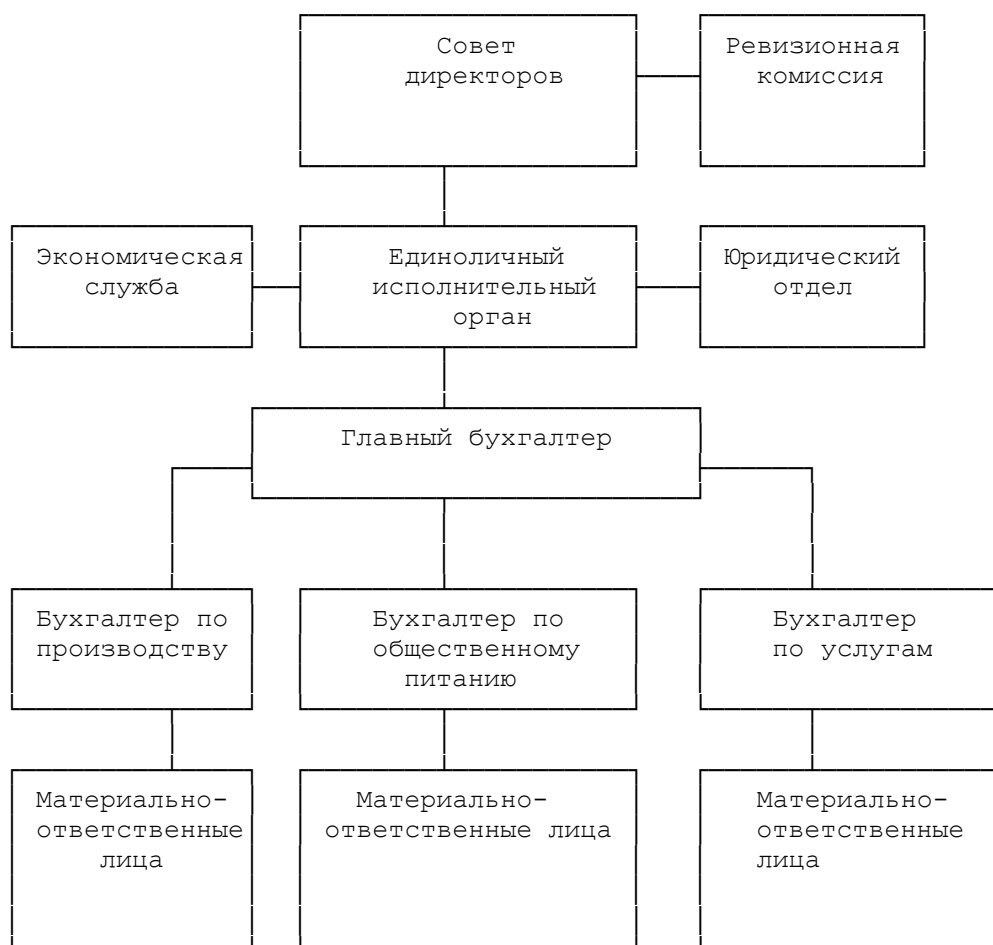 Совет
директоров
Ревизионная
комиссия
Экономическая
служба
Единоличный
исполнительный
орган
Юридический
отдел
Главный бухгалтер
Бухгалтер по
производству
Бухгалтер по
общественному
питанию
Бухгалтер
по услугам
Материально-
ответственные
лица
Материально-
ответственные лица
Материально-
ответственные
лица